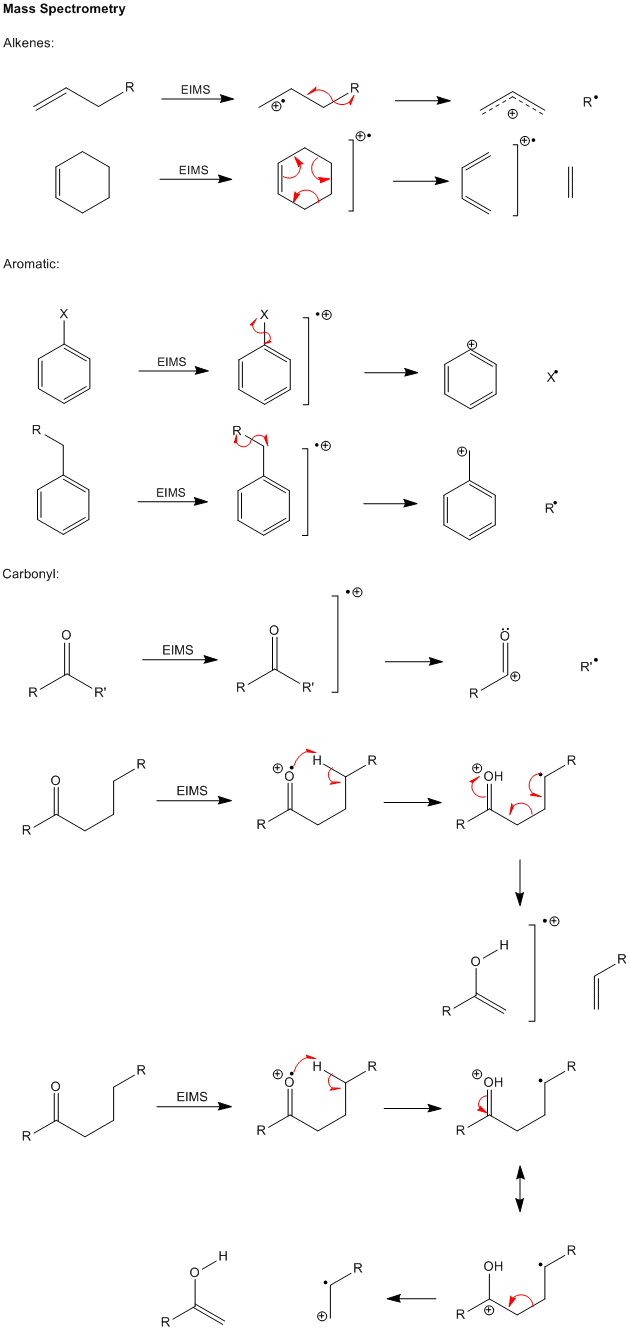 Mass Spectrometry
Alkenes:
R EIMS ⊕• R ⊕ R•
EIMS ⊕• ⊕•
Aromatic:
X EIMS X •⊕ ⊕ X•
R EIMS R •⊕ ⊕ R•
Carbonyl:
O R R' EIMS O R R' •⊕ Ö R ⊕ R'•
O R R EIMS ⊕ O• H R R ⊕ OH R • R
R O H •⊕ R
O R R EIMS ⊕ O• H R R ⊕ OH R • R
R O H • R ⊕ OH R ⊕ • R